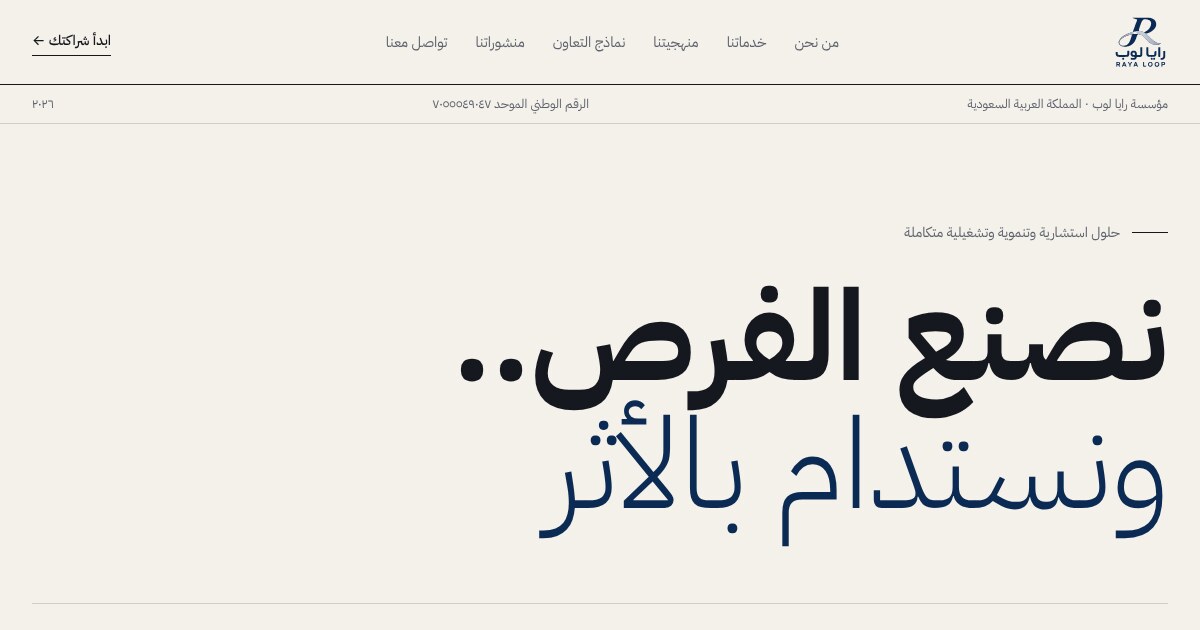 رايا لوب
RAYA LOOP
من نحن
خدماتنا
منهجيتنا
نماذج التعاون
منشوراتنا
تواصل معنا
ابدأ شراكتك ←
مؤسسة رايا لوب · المملكة العربية السعودية
الرقم الوطني الموحد ٧٠٥٥٥٤٩٠٤٧
٢٠٢٦
حلول استشارية وتنموية وتشغيلية متكاملة
نصنع الفرص..
ونستدام بالأثر